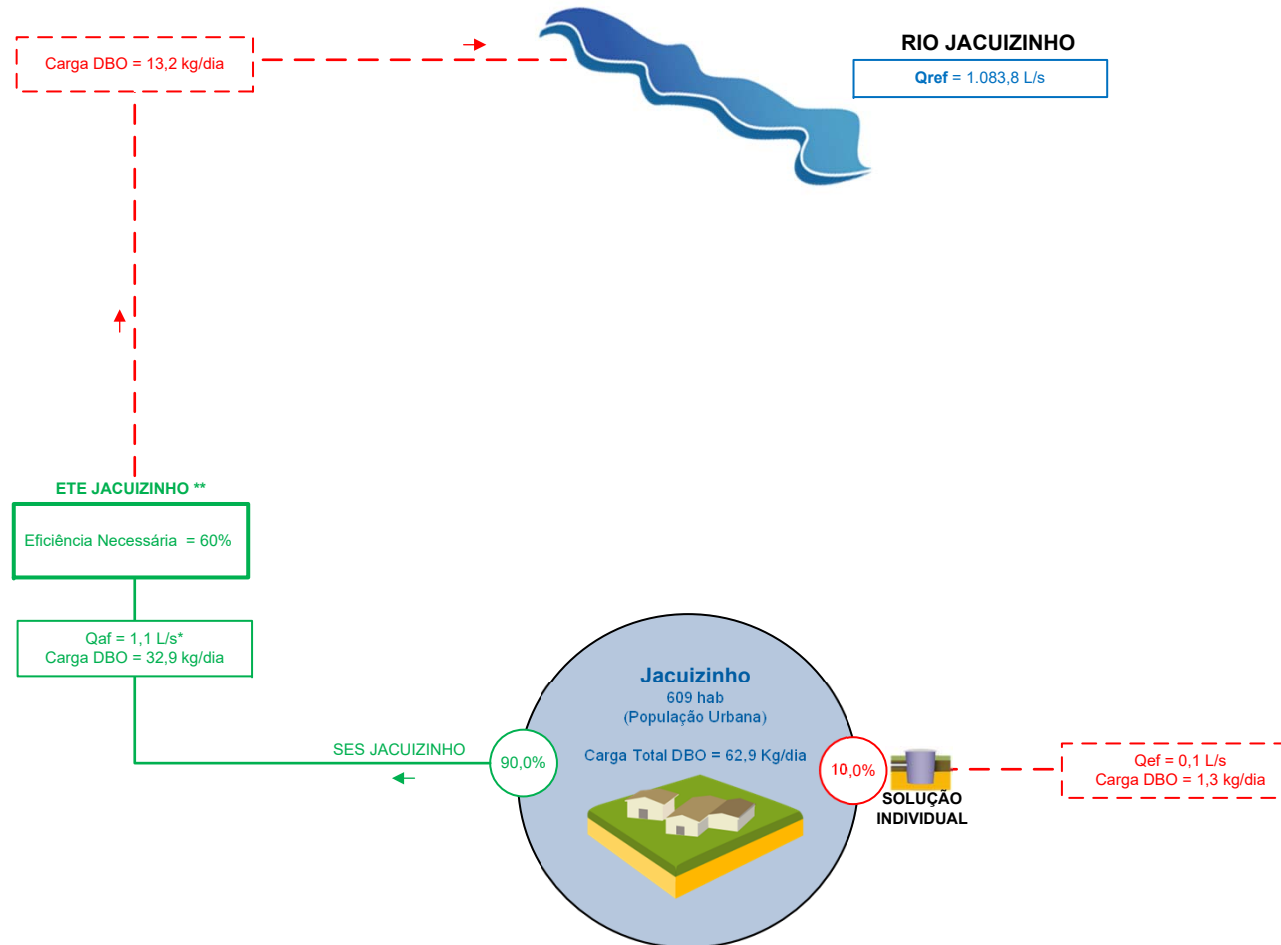 Carga DBO = 13,2 kg/dia
RIO JACUIZINHO
Qref = 1.083,8 L/s
ETE JACUIZINHO **
Eficiência Necessária = 60%
Qaf = 1,1 L/s*
Carga DBO = 32,9 kg/dia
SES JACUIZINHO
90,0%
Jacuizinho
609 hab
(População Urbana)
Carga Total DBO = 62,9 Kg/dia
10,0%
SOLUÇÃO
INDIVIDUAL
Qef = 0,1 L/s
Carga DBO = 1,3 kg/dia